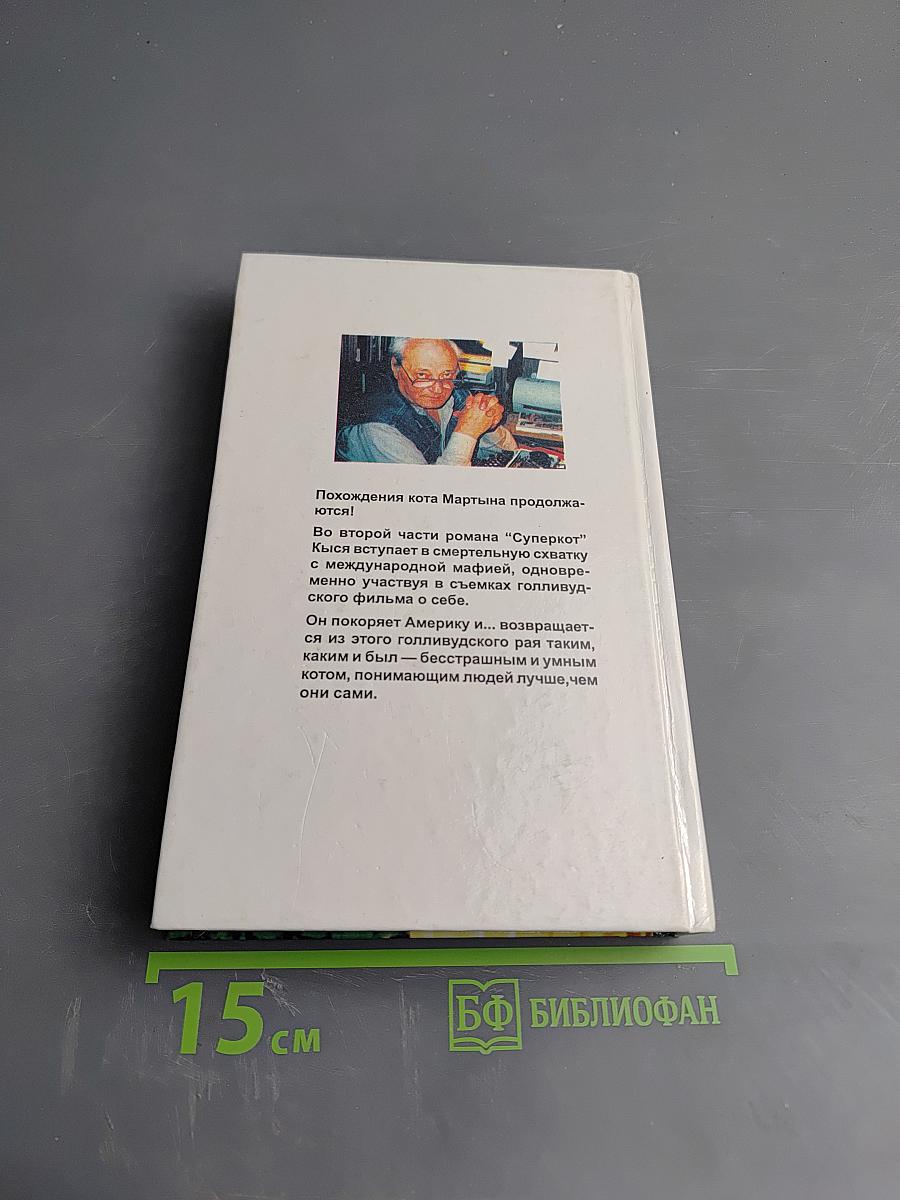 Похождения кота Мартына продолжа-
ются!
Во второй части романа “Суперкот”
Кыся вступает в смертельную схватку
с международной мафией, одновре-
менно участвуя в съемках голливуд-
ского фильма о себе.
Он покоряет Америку и... возвращает-
ся из этого голливудского рая таким,
каким и был — бесстрашным и умным
котом, понимающим людей лучше,чем
они сами.
15 см
БФ БИБЛИОФАН